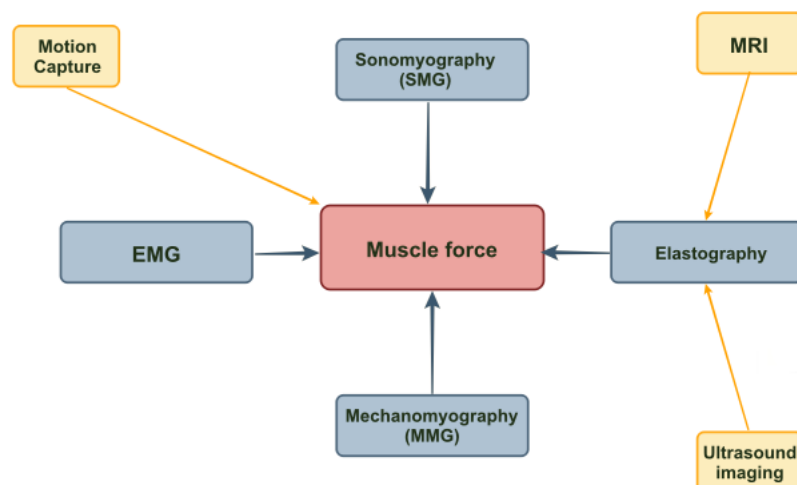 Motion
Capture
Sonomyography
(SMG)
MRI
EMG
Muscle force
Elastography
Mechanomyography
(MMG)
Ultrasound
imaging